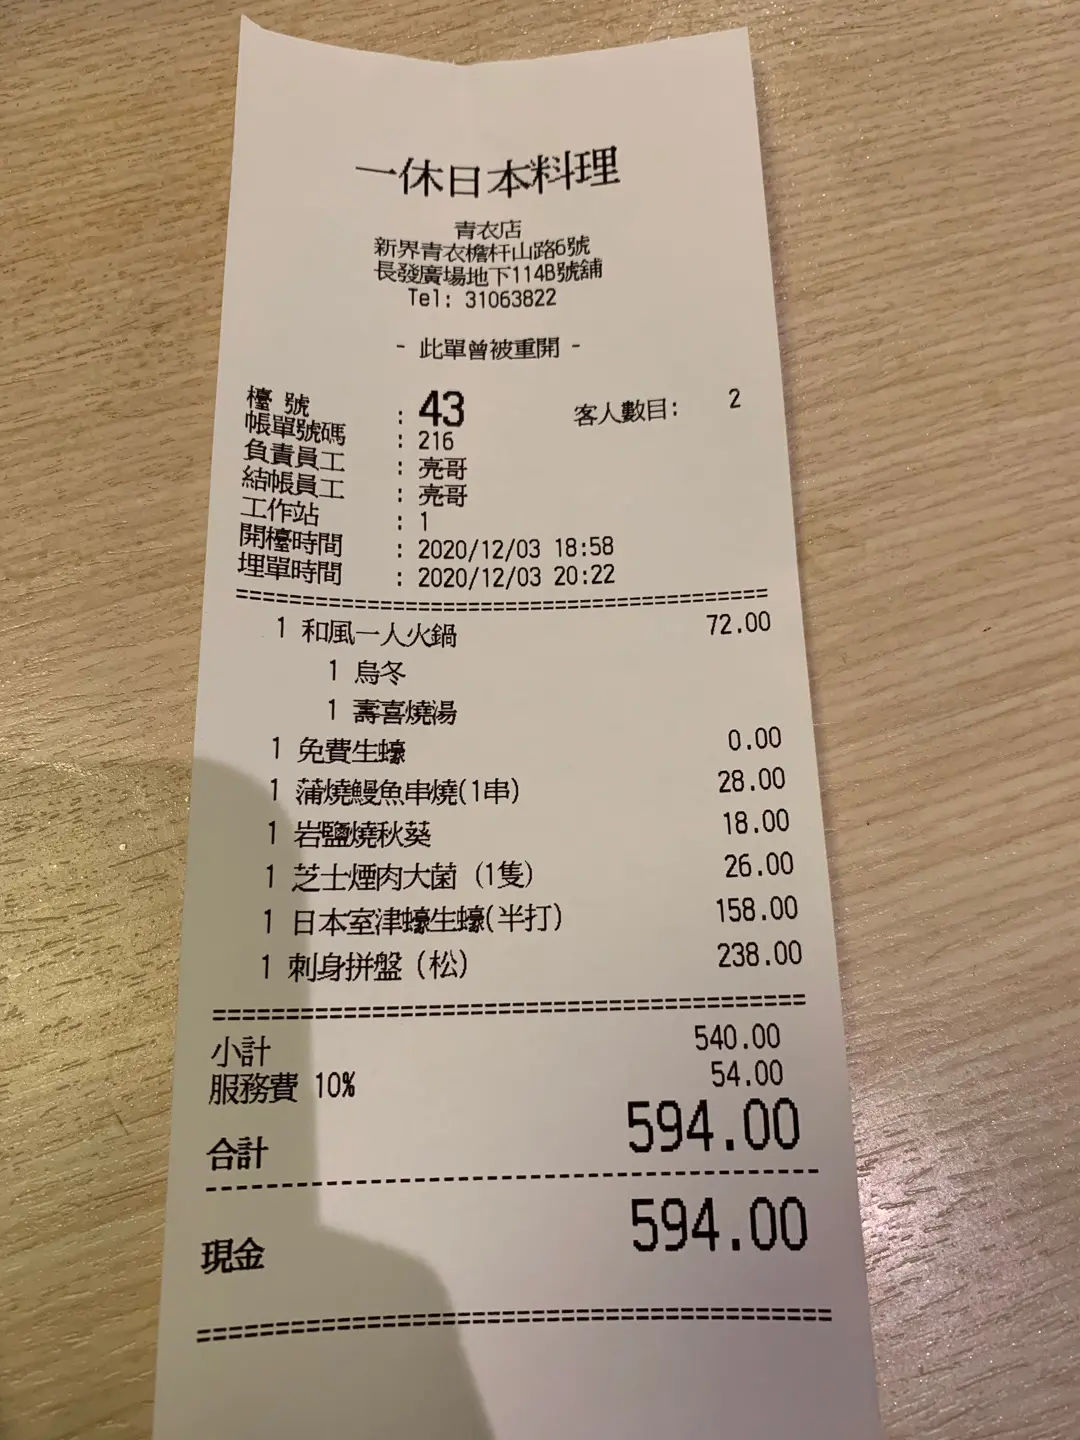 一休日本料理
青衣店
新界青衣檐杆山路6號
長發廣場地下114B號舖
Tel: 31063822
- 此單曾被重開 -
檯 號 : 43 客人數目: 2
帳單號碼 : 216
負責員工 : 亮哥
結帳員工 : 亮哥
工作站 : 1
開檯時間 : 2020/12/03 18:58
埋單時間 : 2020/12/03 20:22
1 和風一人火鍋 72.00
1 烏冬
1 壽喜燒湯
1 免費生蠔 0.00
1 蒲燒鰻魚串燒(1串) 28.00
1 岩鹽燒秋葵 18.00
1 芝士煙肉大菌 (1隻) 26.00
1 日本室津蠔生蠔(半打) 158.00
1 刺身拼盤 (松) 238.00
小計 540.00
服務費 10% 54.00
合計 594.00
現金 594.00